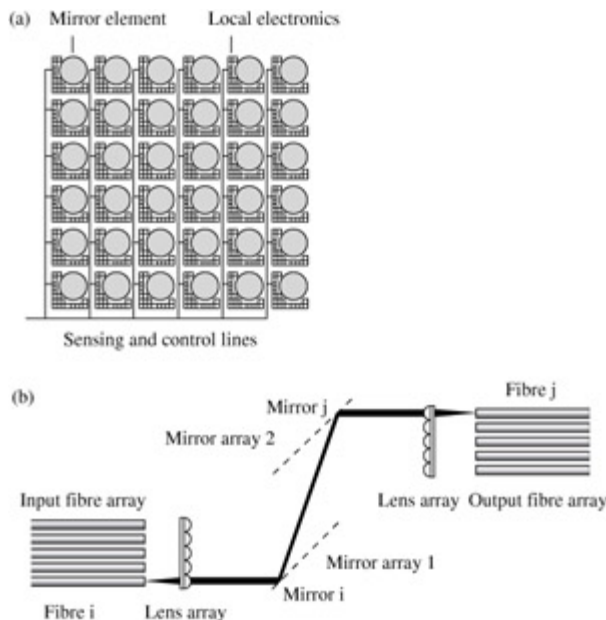 (a)
Mirror element
Local electronics
Sensing and control lines
(b)
Fibre j
Mirror j
Mirror array 2
Input fibre array
Lens array
Output fibre array
Mirror array 1
Mirror i
Fibre i
Lens array